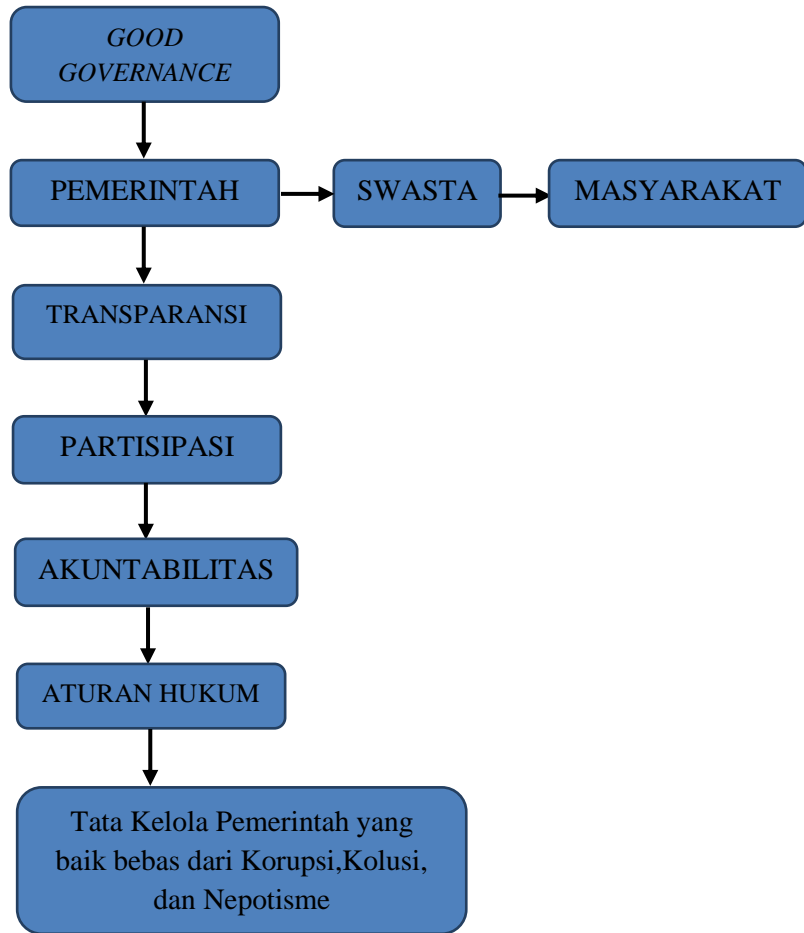 GOOD
GOVERNANCE
PEMERINTAH
SWASTA
MASYARAKAT
TRANSPARANSI
PARTISIPASI
AKUNTABILITAS
ATURAN HUKUM
Tata Kelola Pemerintah yang
baik bebas dari Korupsi,Kolusi,
dan Nepotisme